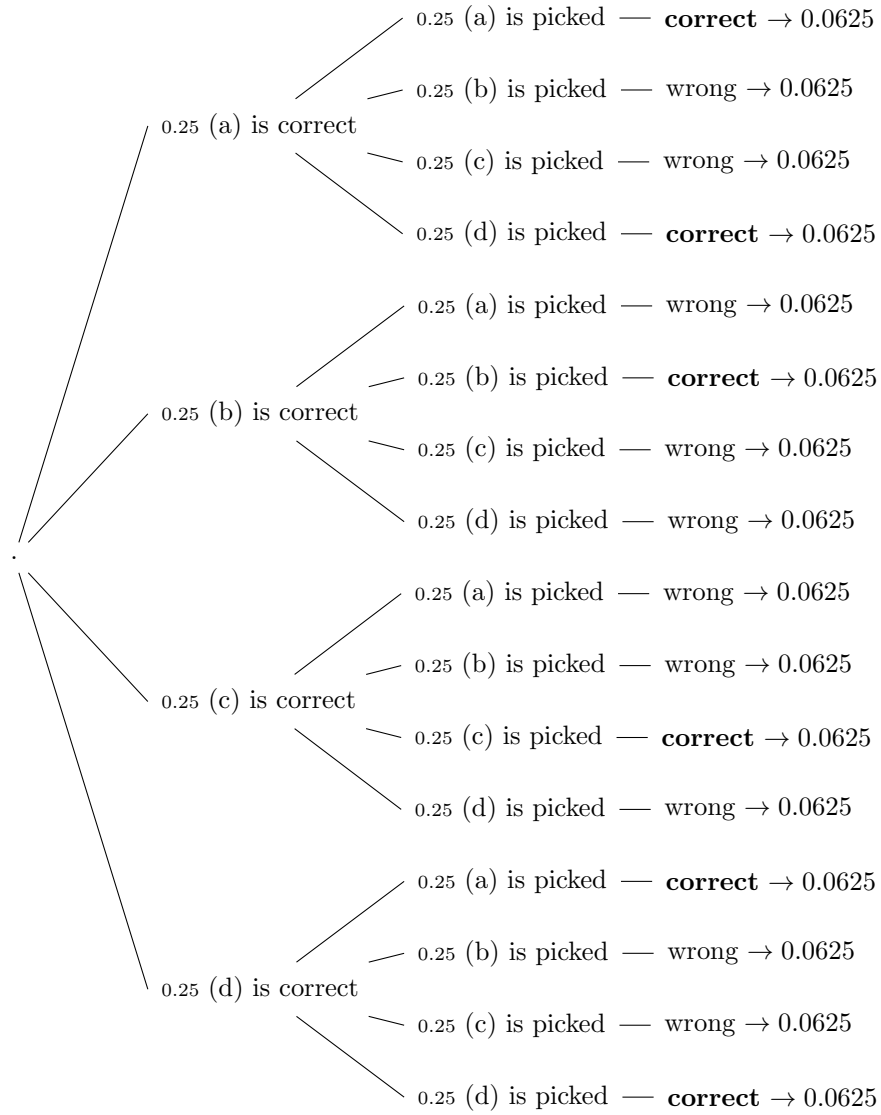 0.25 (a) is picked — correct → 0.0625
0.25 (b) is picked — wrong → 0.0625
0.25 (a) is correct
0.25 (c) is picked — wrong → 0.0625
0.25 (d) is picked — correct → 0.0625
0.25 (a) is picked — wrong → 0.0625
0.25 (b) is picked — correct → 0.0625
0.25 (b) is correct
0.25 (c) is picked — wrong → 0.0625
0.25 (d) is picked — wrong → 0.0625
.
0.25 (a) is picked — wrong → 0.0625
0.25 (b) is picked — wrong → 0.0625
0.25 (c) is correct
0.25 (c) is picked — correct → 0.0625
0.25 (d) is picked — wrong → 0.0625
0.25 (a) is picked — correct → 0.0625
0.25 (b) is picked — wrong → 0.0625
0.25 (d) is correct
0.25 (c) is picked — wrong → 0.0625
0.25 (d) is picked — correct → 0.0625